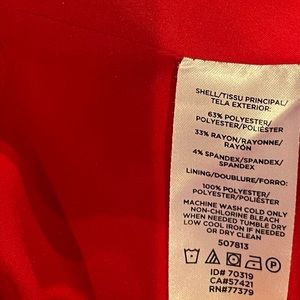 SHELL/TISSU PRINCIPAL/
TELA EXTERIOR:
63% POLYESTER/
POLYESTER/POLIÉSTER
33% RAYON/RAYONNE/
RAYÓN
4% SPANDEX/SPANDEX/
SPANDEX
LINING/DOUBLURE/FORRO:
100% POLYESTER/
POLYESTER/POLIÉSTER
MACHINE WASH COLD ONLY
NON-CHLORINE BLEACH
WHEN NEEDED TUMBLE DRY
LOW COOL IRON IF NEEDED
OR DRY CLEAN
507813
P
ID# 70319
CA#57421
RN#77379